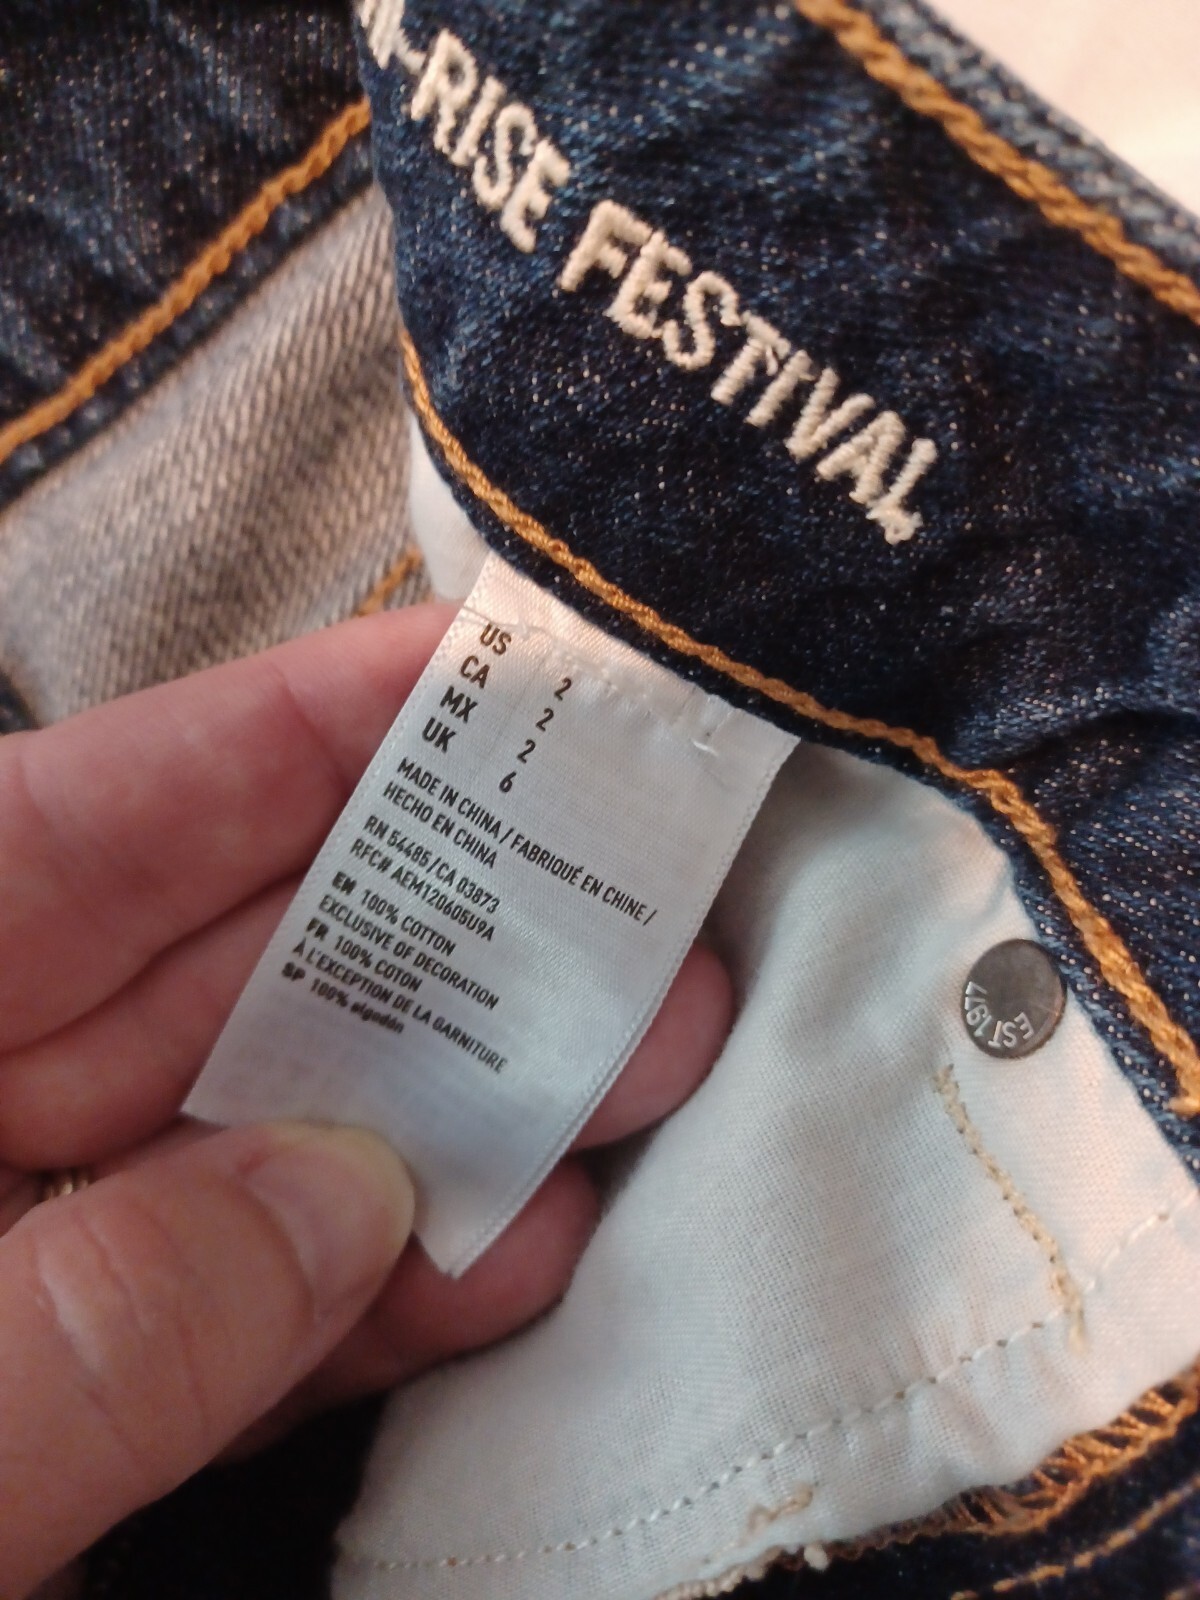 -RISE FESTIVAL
US 2
CA 2
MX 2
UK 6
MADE IN CHINA / FABRIQUÉ EN CHINE /
HECHO EN CHINA
RN 54485 / CA 03873
RFC# AEM120605U9A
EN 100% COTTON
EXCLUSIVE OF DECORATION
FR 100% COTON
À L'EXCEPTION DE LA GARNITURE
SP 100% algodón
EST 1977